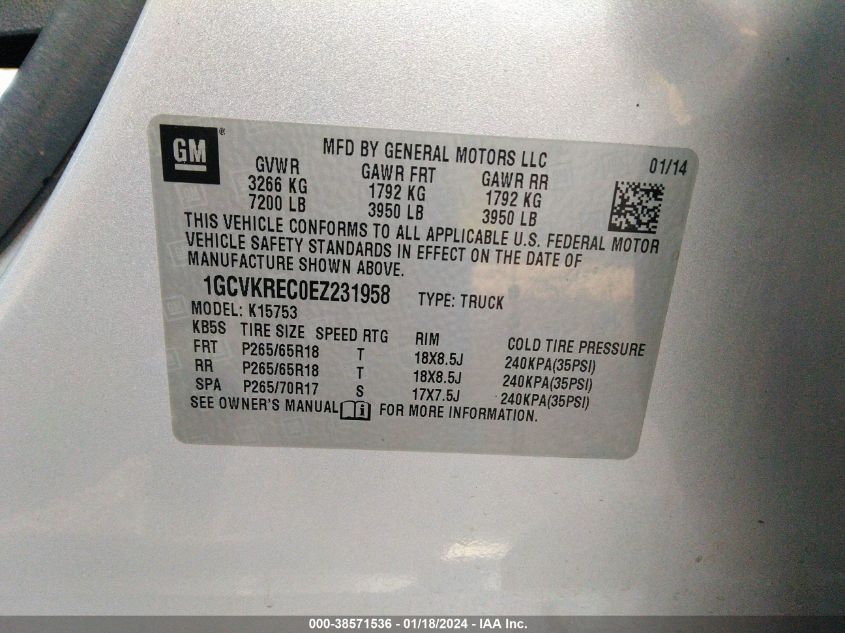 GM®
MFD BY GENERAL MOTORS LLC 01/14
GVWR GAWR FRT GAWR RR
3266 KG 1792 KG 1792 KG
7200 LB 3950 LB 3950 LB
THIS VEHICLE CONFORMS TO ALL APPLICABLE U.S. FEDERAL MOTOR
VEHICLE SAFETY STANDARDS IN EFFECT ON THE DATE OF
MANUFACTURE SHOWN ABOVE.
1GCVKREC0EZ231958 TYPE: TRUCK
MODEL: K15753
KB5S TIRE SIZE SPEED RTG RIM COLD TIRE PRESSURE
FRT P265/65R18 T 18X8.5J 240KPA(35PSI)
RR P265/65R18 T 18X8.5J 240KPA(35PSI)
SPA P265/70R17 S 17X7.5J 240KPA(35PSI)
SEE OWNER'S MANUAL i FOR MORE INFORMATION.
000-38571536 - 01/18/2024 - IAA Inc.